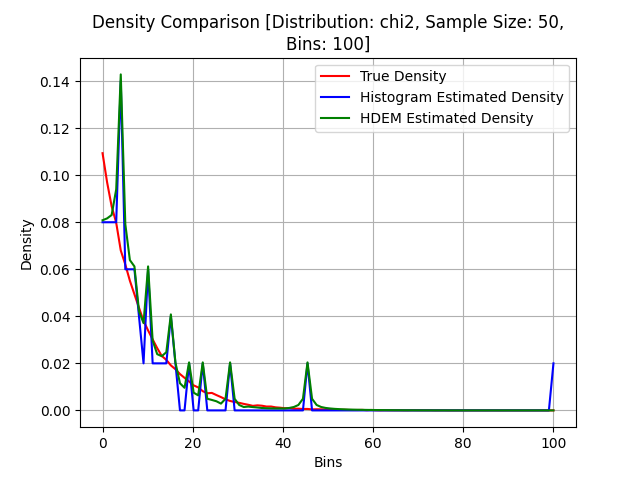 Density Comparison [Distribution: chi2, Sample Size: 50,
Bins: 100]
True Density
Histogram Estimated Density
HDEM Estimated Density
Density
0.14
0.12
0.10
0.08
0.06
0.04
0.02
0.00
0 20 40 60 80 100
Bins